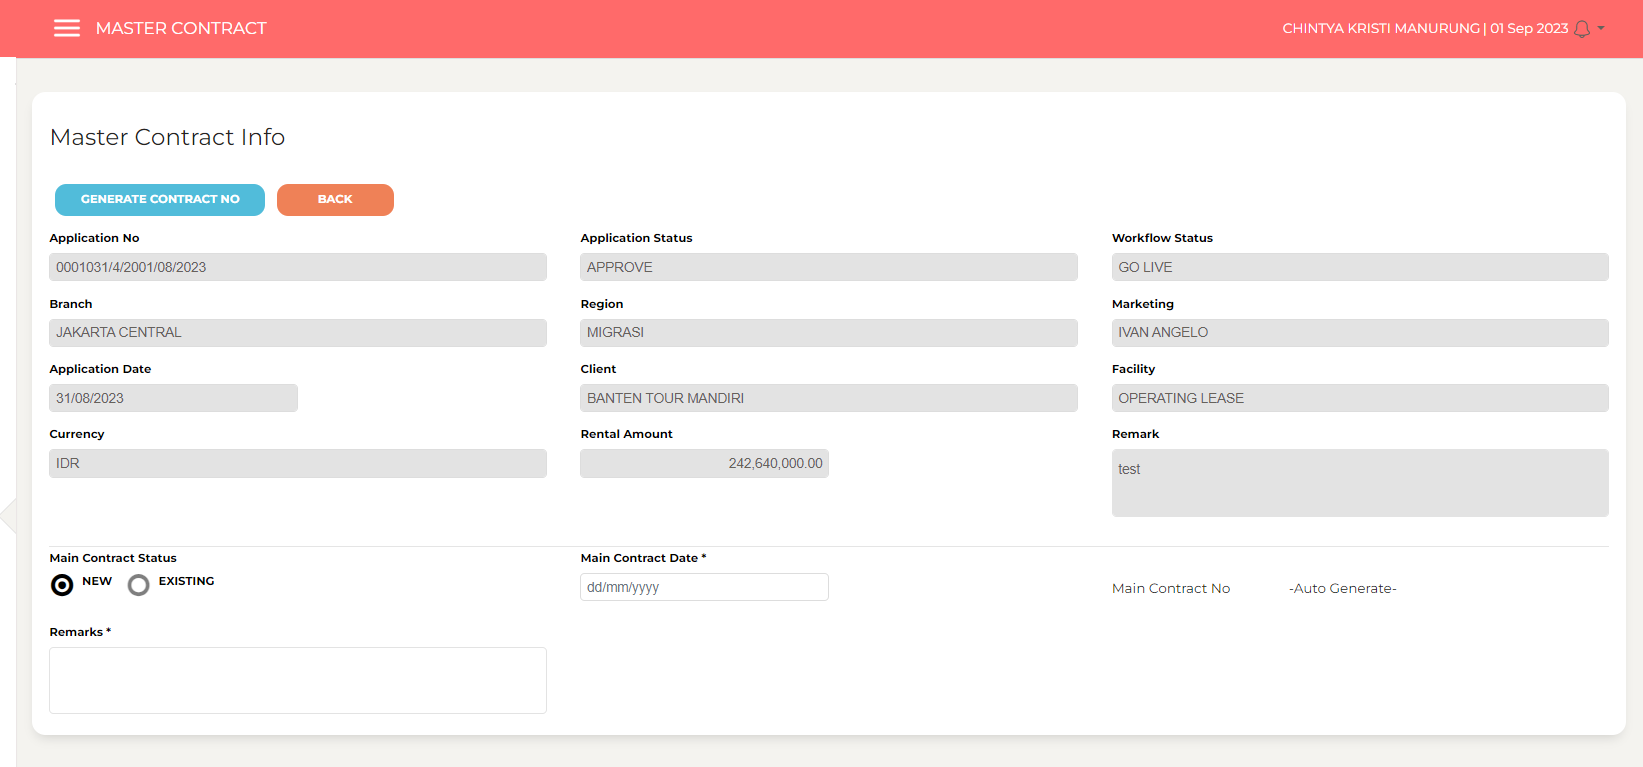 MASTER CONTRACT
CHINTYA KRISTI MANURUNG | 01 Sep 2023
Master Contract Info
GENERATE CONTRACT NO BACK
Application No Application Status Workflow Status
0001031/4/2001/08/2023 APPROVE GO LIVE
Branch Region Marketing
JAKARTA CENTRAL MIGRASI IVAN ANGELO
Application Date Client Facility
31/08/2023 BANTEN TOUR MANDIRI OPERATING LEASE
Currency Rental Amount Remark
IDR 242,640,000.00 test
Main Contract Status Main Contract Date *
NEW EXISTING dd/mm/yyyy Main Contract No -Auto Generate-
Remarks *